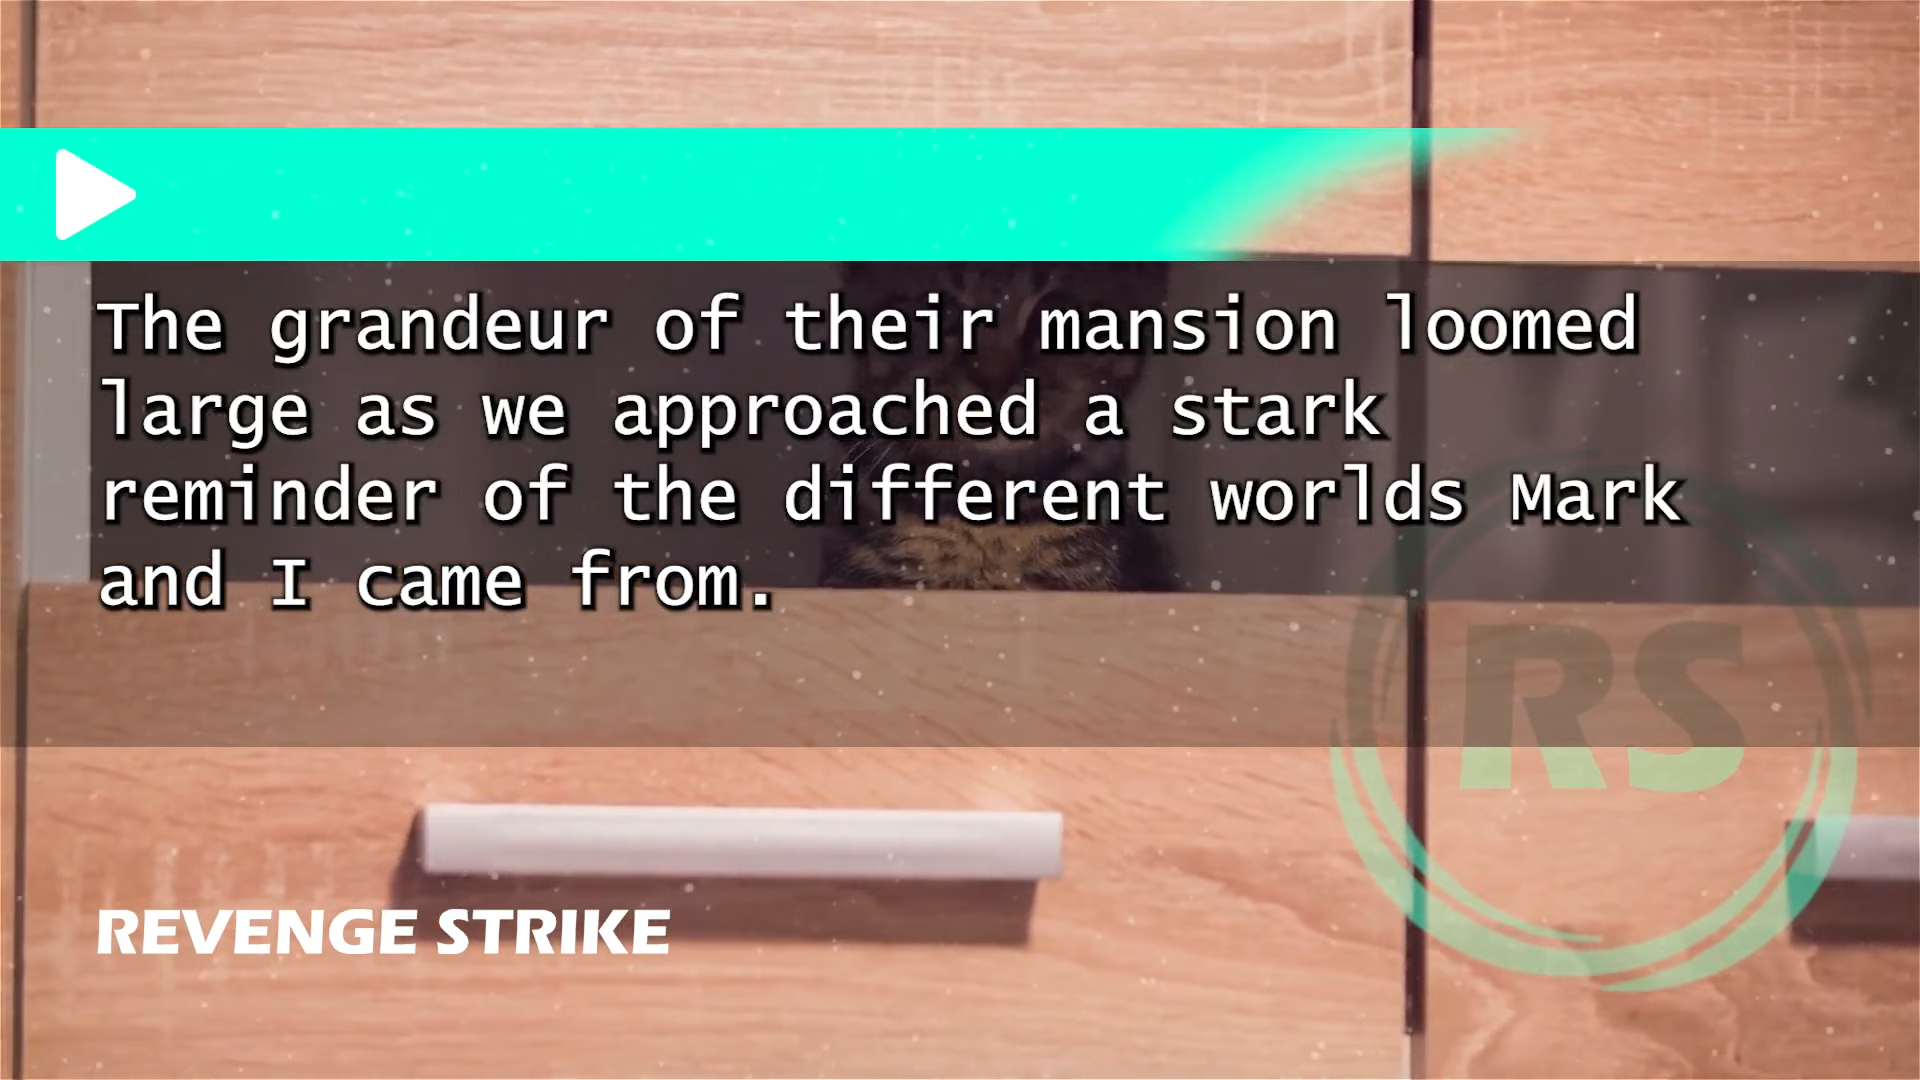 The grandeur of their mansion loomed
large as we approached a stark
reminder of the different worlds Mark
and I came from.
RS
REVENGE STRIKE